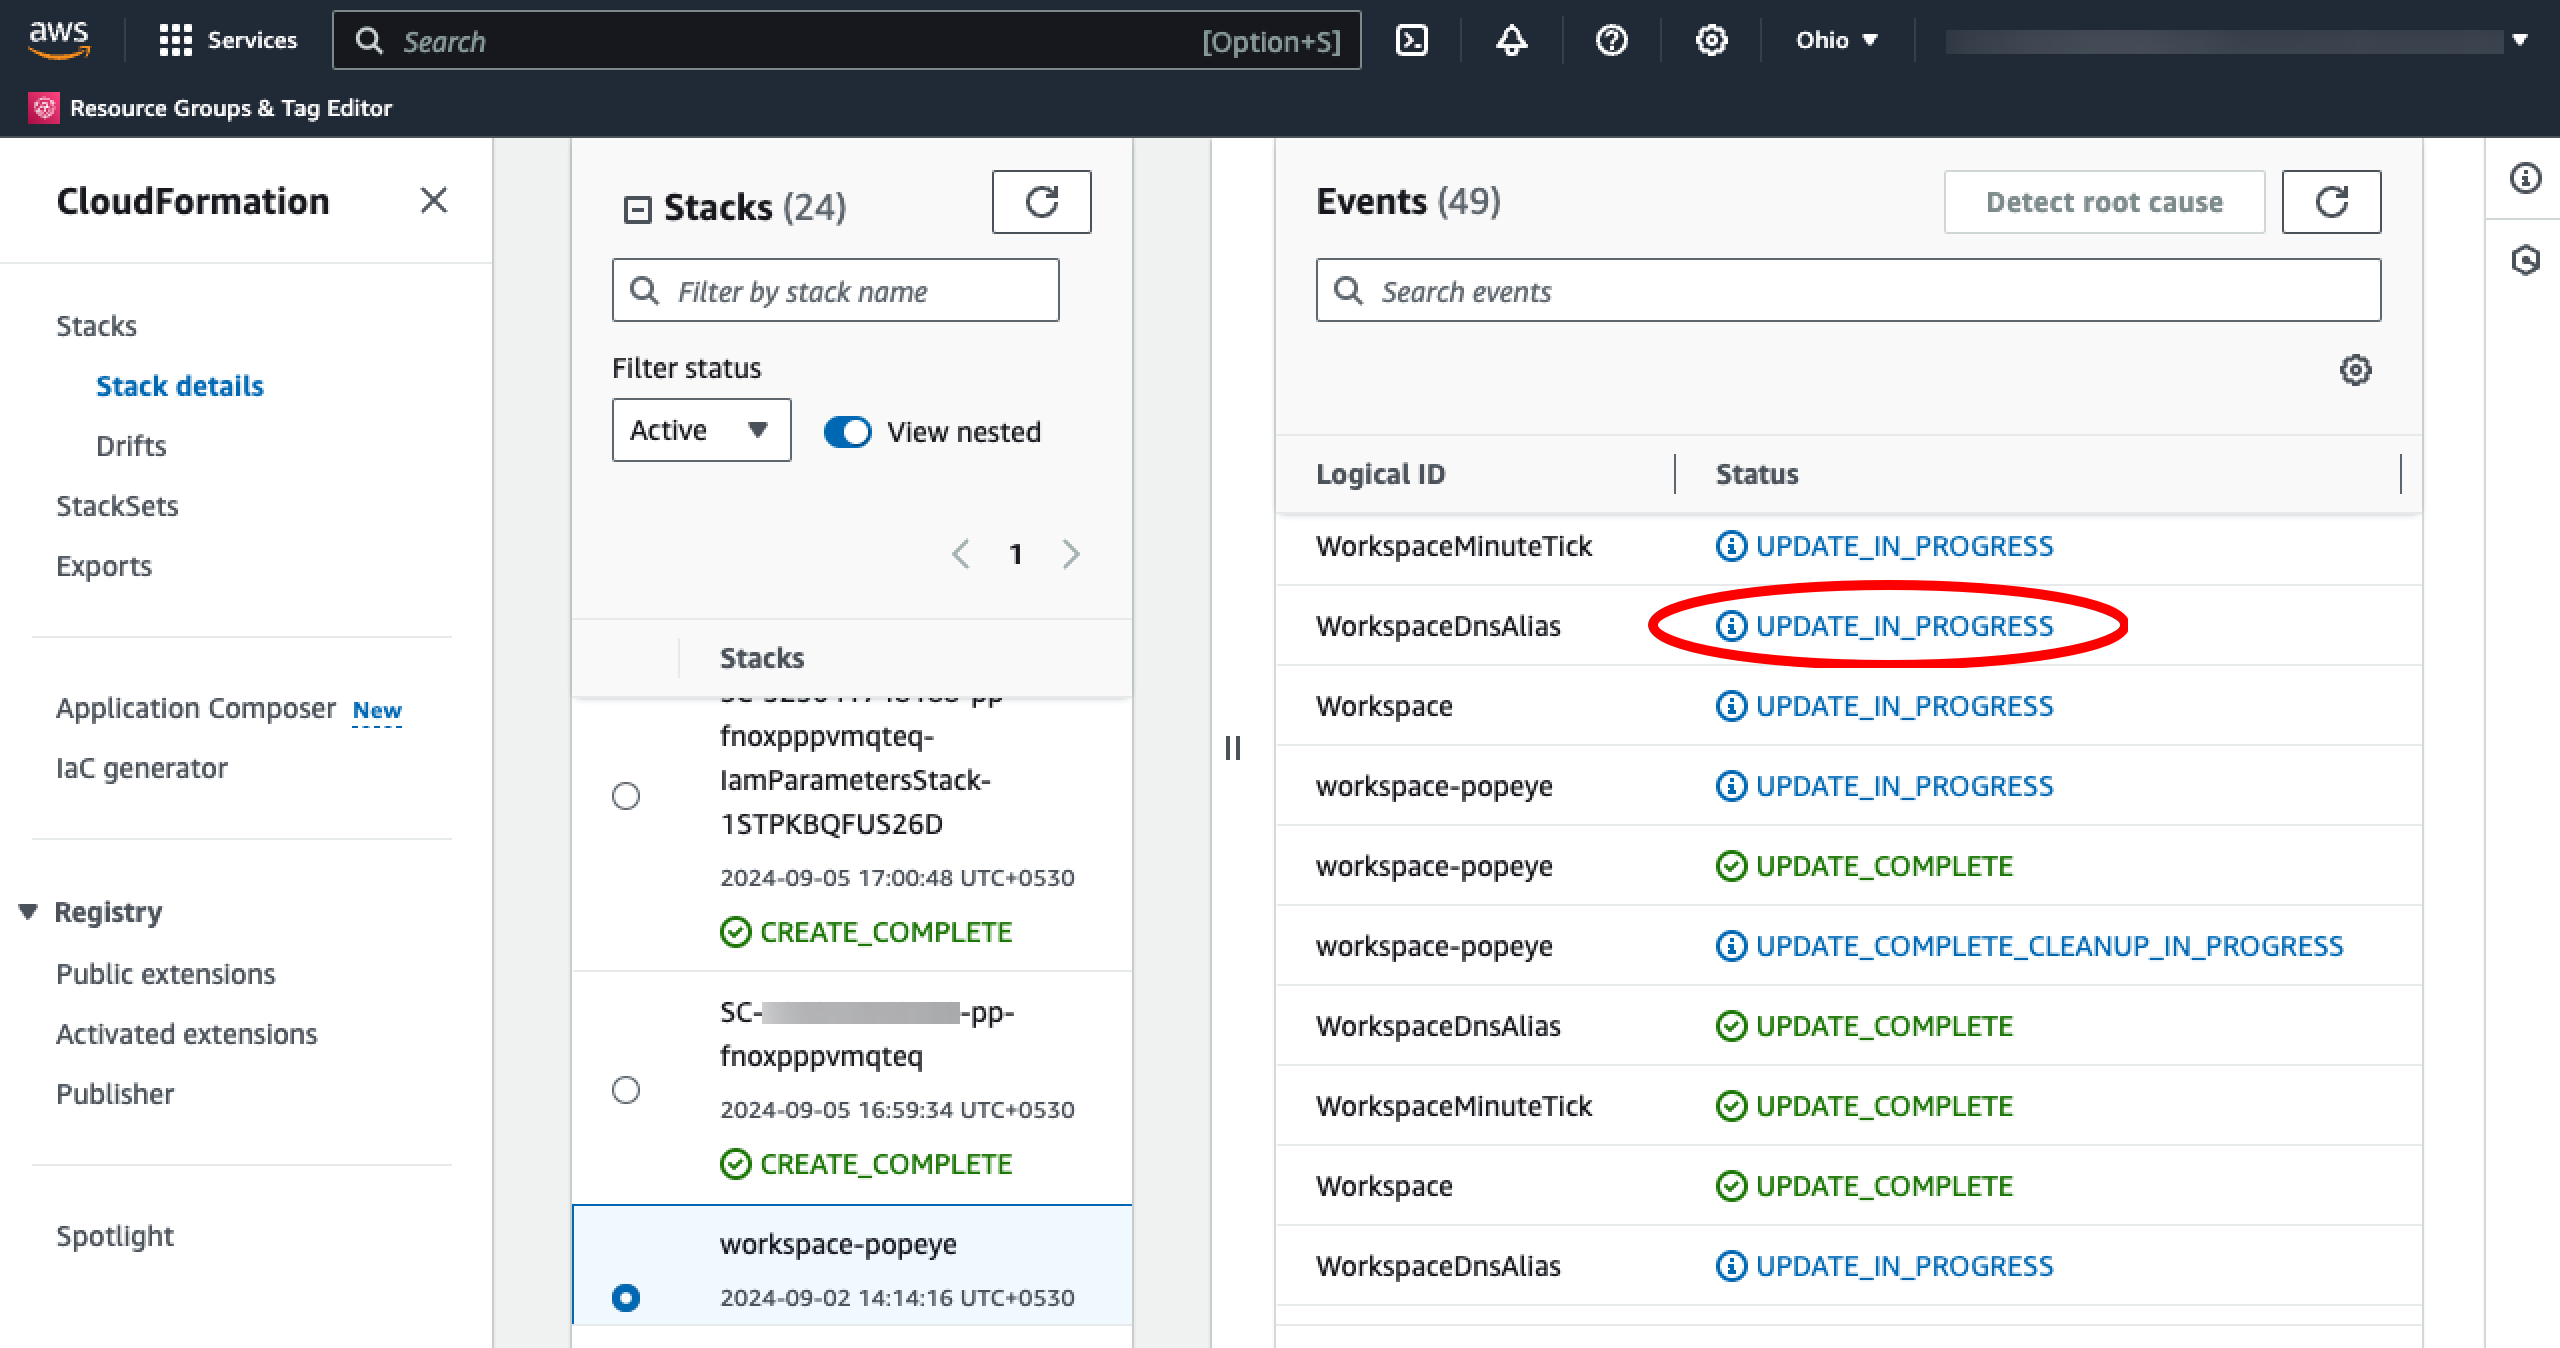 aws
Services
Search
[Option+S]
Ohio
Resource Groups & Tag Editor
CloudFormation
Stacks
Stack details
Drifts
StackSets
Exports
Application Composer New
IaC generator
Registry
Public extensions
Activated extensions
Publisher
Spotlight
Stacks (24)
Filter by stack name
Filter status
Active
View nested
1
Stacks
fnoxpppvmqteq-
IamParametersStack-
1STPKBQFUS26D
2024-09-05 17:00:48 UTC+0530
CREATE_COMPLETE
SC- -pp-
fnoxpppvmqteq
2024-09-05 16:59:34 UTC+0530
CREATE_COMPLETE
workspace-popeye
2024-09-02 14:14:16 UTC+0530
Events (49)
Detect root cause
Search events
Logical ID Status
WorkspaceMinuteTick UPDATE_IN_PROGRESS
WorkspaceDnsAlias UPDATE_IN_PROGRESS
Workspace UPDATE_IN_PROGRESS
workspace-popeye UPDATE_IN_PROGRESS
workspace-popeye UPDATE_COMPLETE
workspace-popeye UPDATE_COMPLETE_CLEANUP_IN_PROGRESS
WorkspaceDnsAlias UPDATE_COMPLETE
WorkspaceMinuteTick UPDATE_COMPLETE
Workspace UPDATE_COMPLETE
WorkspaceDnsAlias UPDATE_IN_PROGRESS